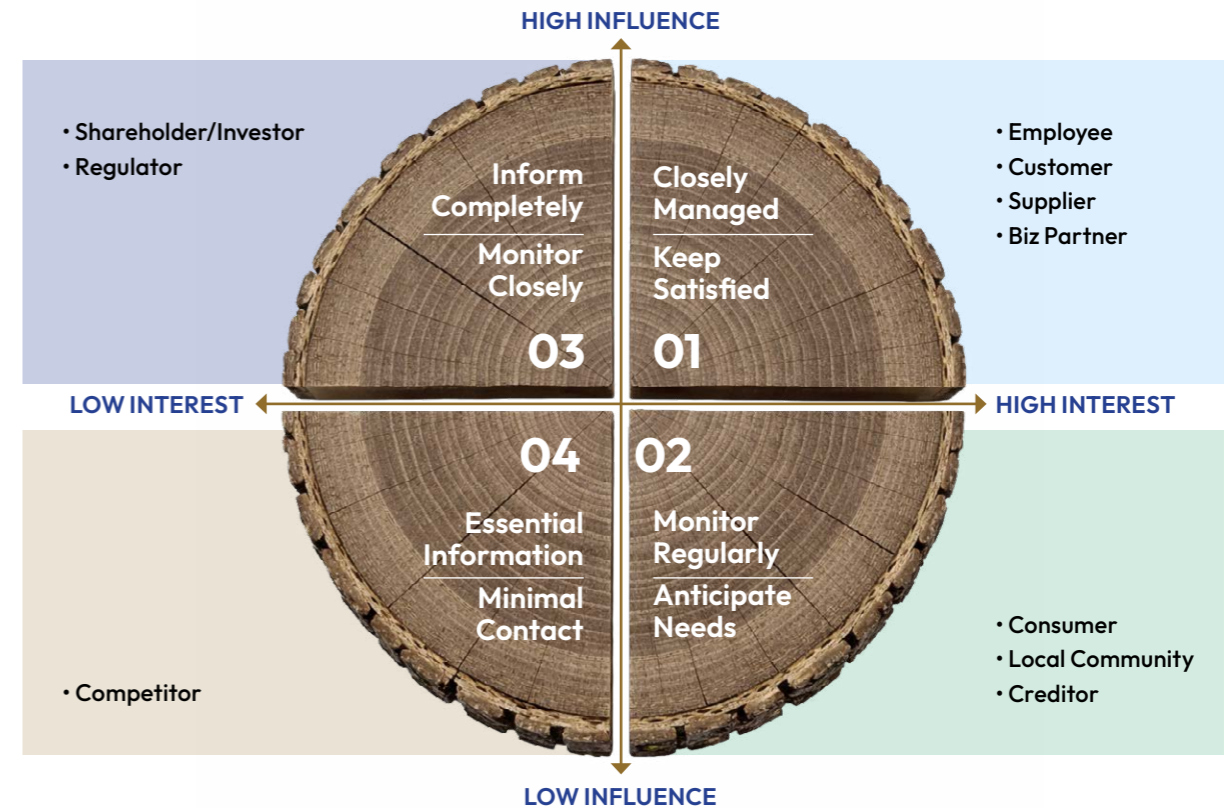 HIGH INFLUENCE
• Shareholder/Investor
• Regulator
Inform
Completely
Monitor
Closely
03
Closely
Managed
Keep
Satisfied
01
• Employee
• Customer
• Supplier
• Biz Partner
LOW INTEREST
HIGH INTEREST
04
Essential
Information
Minimal
Contact
• Competitor
02
Monitor
Regularly
Anticipate
Needs
• Consumer
• Local Community
• Creditor
LOW INFLUENCE